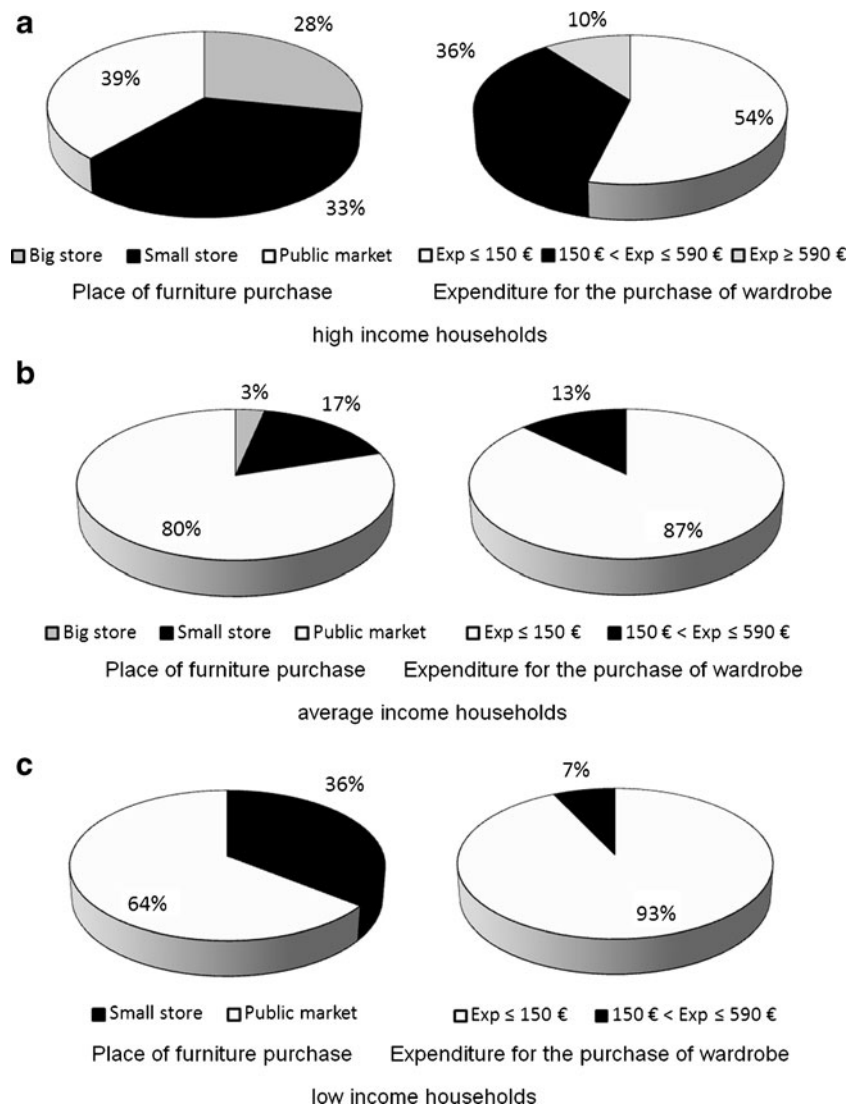 a
28%
39%
33%
10%
36%
54%
Big store Small store Public market
Exp ≤ 150 € 150 € < Exp ≤ 590 € Exp ≥ 590 €
Place of furniture purchase
Expenditure for the purchase of wardrobe
high income households
b
3%
17%
80%
13%
87%
Big store Small store Public market
Exp ≤ 150 € 150 € < Exp ≤ 590 €
Place of furniture purchase
Expenditure for the purchase of wardrobe
average income households
c
36%
64%
7%
93%
Small store Public market
Exp ≤ 150 € 150 € < Exp ≤ 590 €
Place of furniture purchase
Expenditure for the purchase of wardrobe
low income households